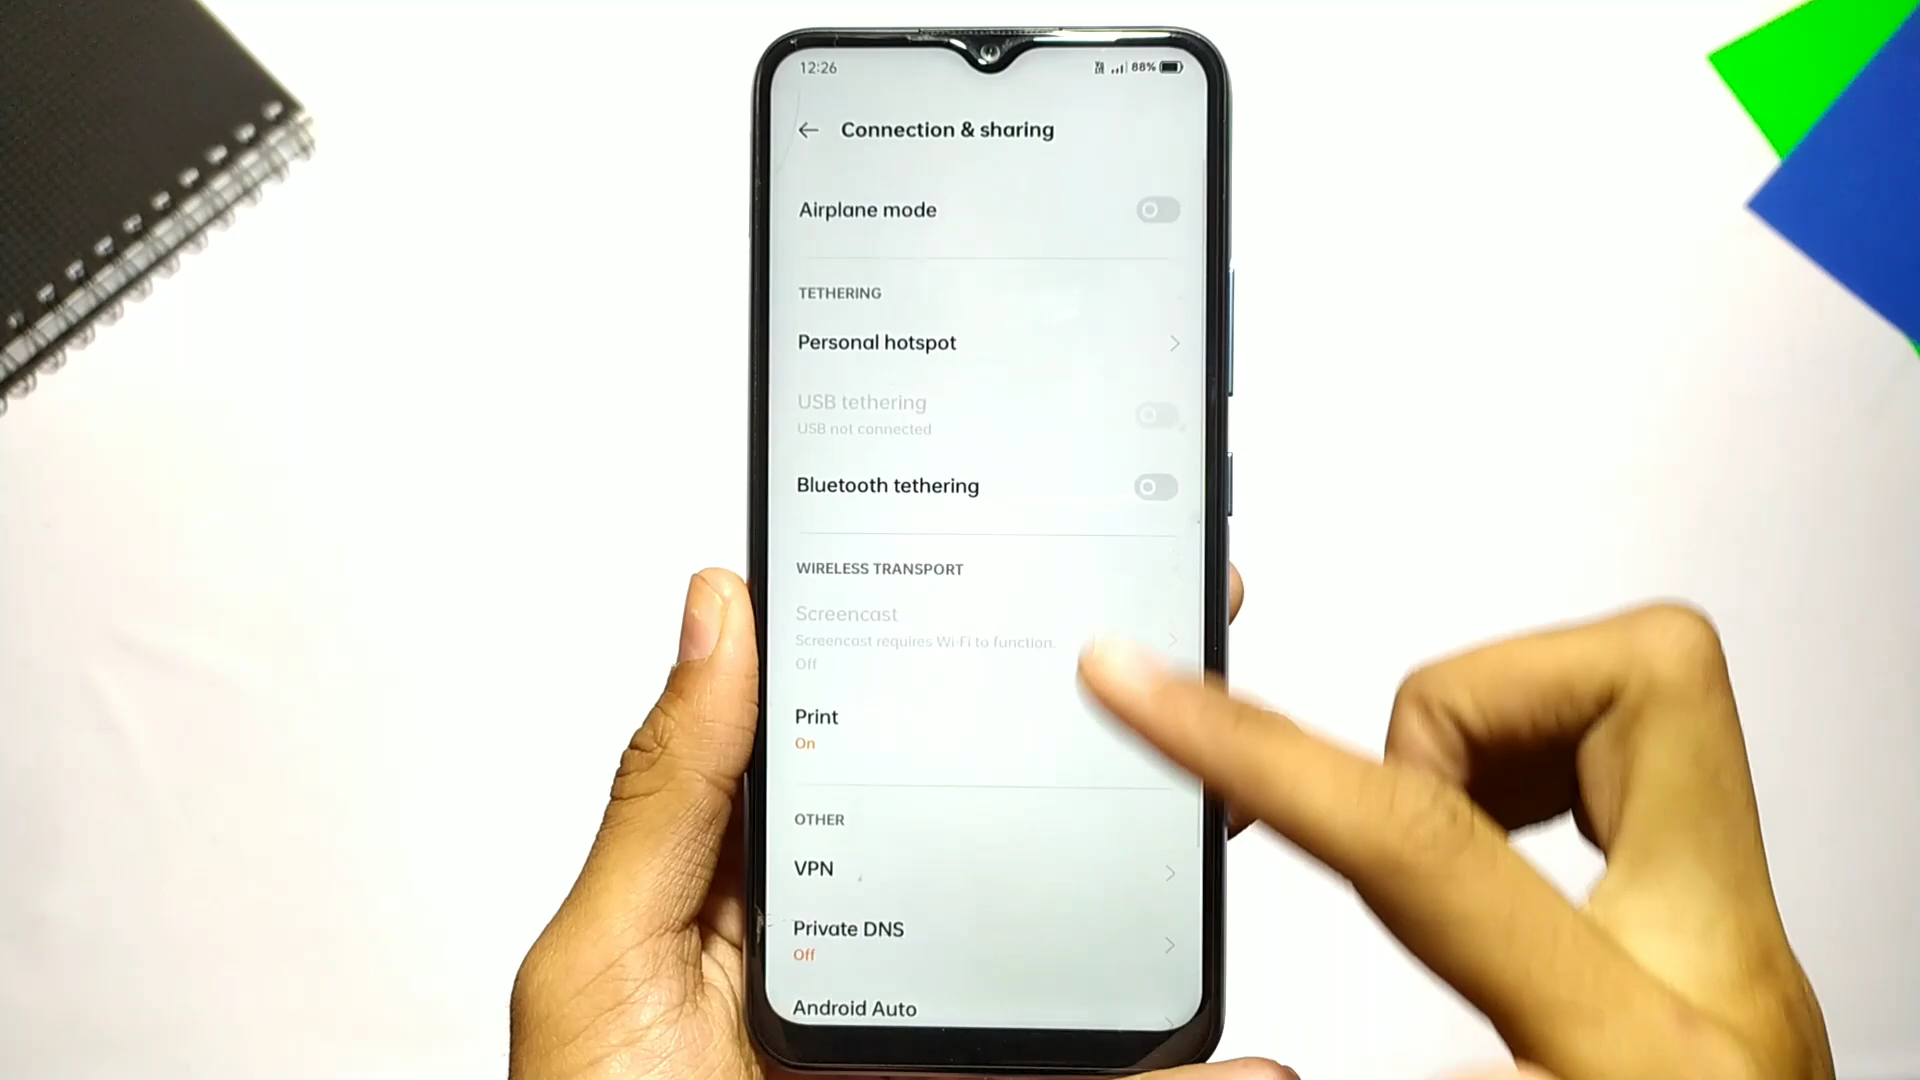 12:26
88%
Connection & sharing
Airplane mode
TETHERING
Personal hotspot
USB tethering
USB not connected
Bluetooth tethering
WIRELESS TRANSPORT
Screencast
Screencast requires Wi-Fi to function.
Off
Print
On
OTHER
VPN
Private DNS
Off
Android Auto